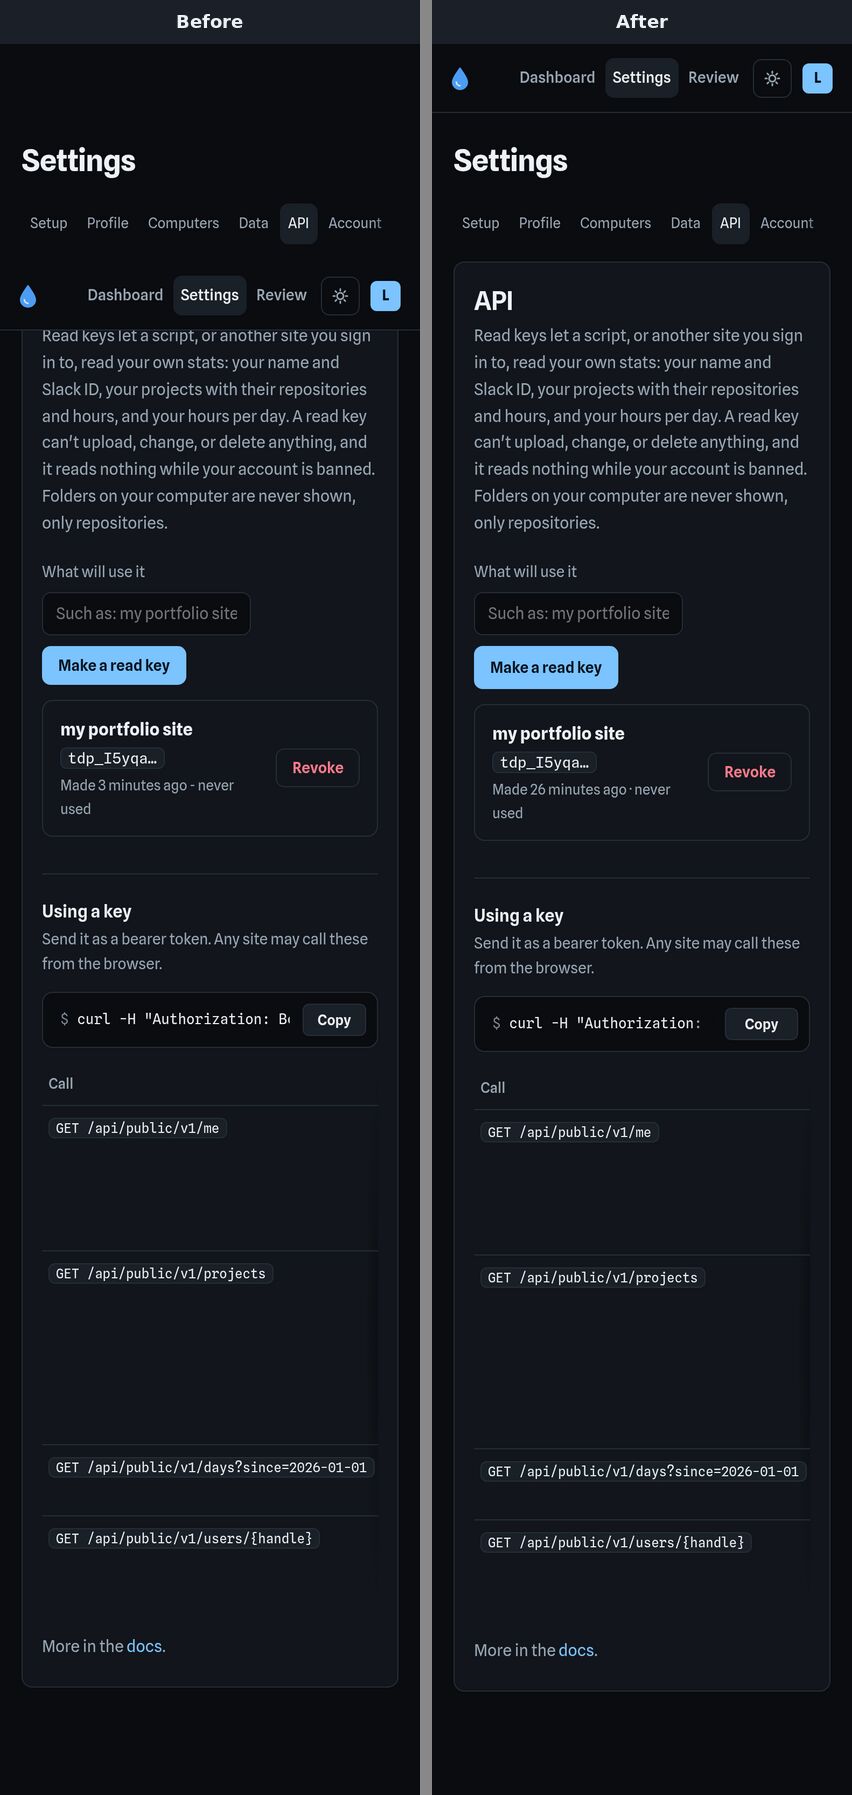 Before
Settings
Setup Profile Computers Data API Account
Dashboard Settings Review L
Read keys let a script, or another site you sign
in to, read your own stats: your name and
Slack ID, your projects with their repositories
and hours, and your hours per day. A read key
can't upload, change, or delete anything, and
it reads nothing while your account is banned.
Folders on your computer are never shown,
only repositories.
What will use it
Such as: my portfolio site
Make a read key
my portfolio site
tdp_I5yqa…
Made 3 minutes ago - never
used
Revoke
Using a key
Send it as a bearer token. Any site may call these
from the browser.
$ curl -H "Authorization: Be
Copy
Call
GET /api/public/v1/me
GET /api/public/v1/projects
GET /api/public/v1/days?since=2026-01-01
GET /api/public/v1/users/{handle}
More in the docs.
After
Dashboard Settings Review L
Settings
Setup Profile Computers Data API Account
API
Read keys let a script, or another site you sign
in to, read your own stats: your name and
Slack ID, your projects with their repositories
and hours, and your hours per day. A read key
can't upload, change, or delete anything, and
it reads nothing while your account is banned.
Folders on your computer are never shown,
only repositories.
What will use it
Such as: my portfolio site
Make a read key
my portfolio site
tdp_I5yqa…
Made 26 minutes ago · never
used
Revoke
Using a key
Send it as a bearer token. Any site may call these
from the browser.
$ curl -H "Authorization:
Copy
Call
GET /api/public/v1/me
GET /api/public/v1/projects
GET /api/public/v1/days?since=2026-01-01
GET /api/public/v1/users/{handle}
More in the docs.